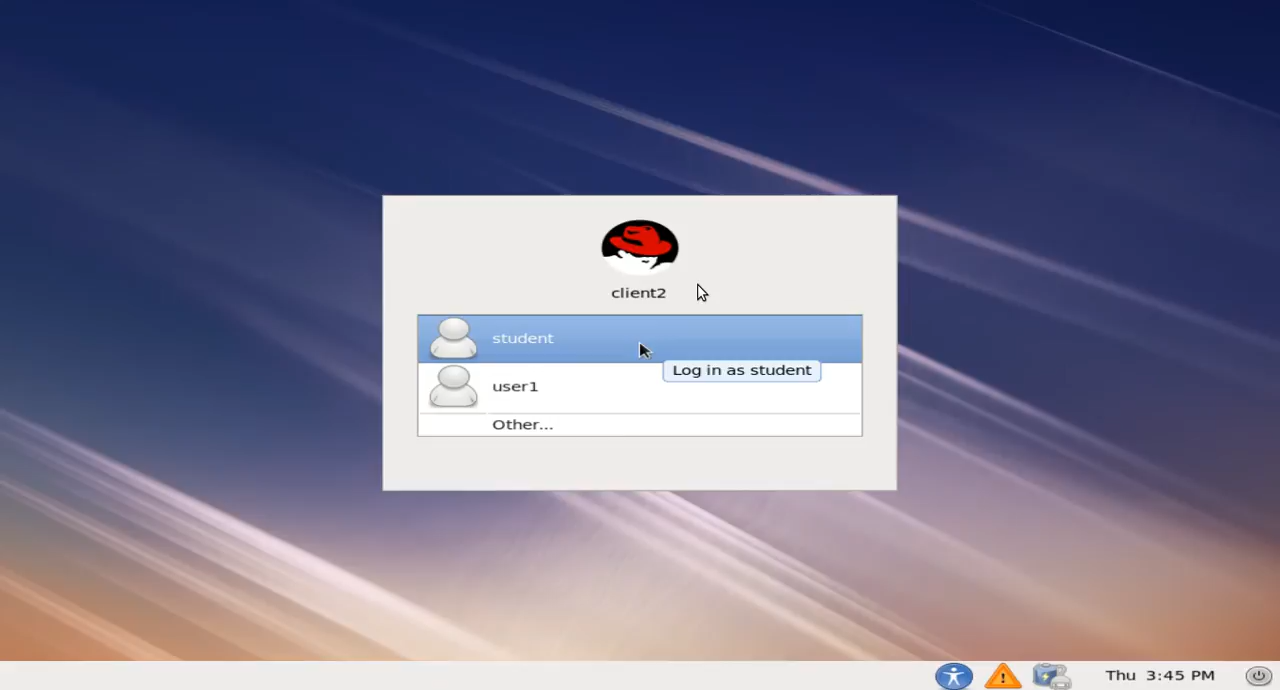 client2
student
Log in as student
user1
Other...
Thu 3:45 PM